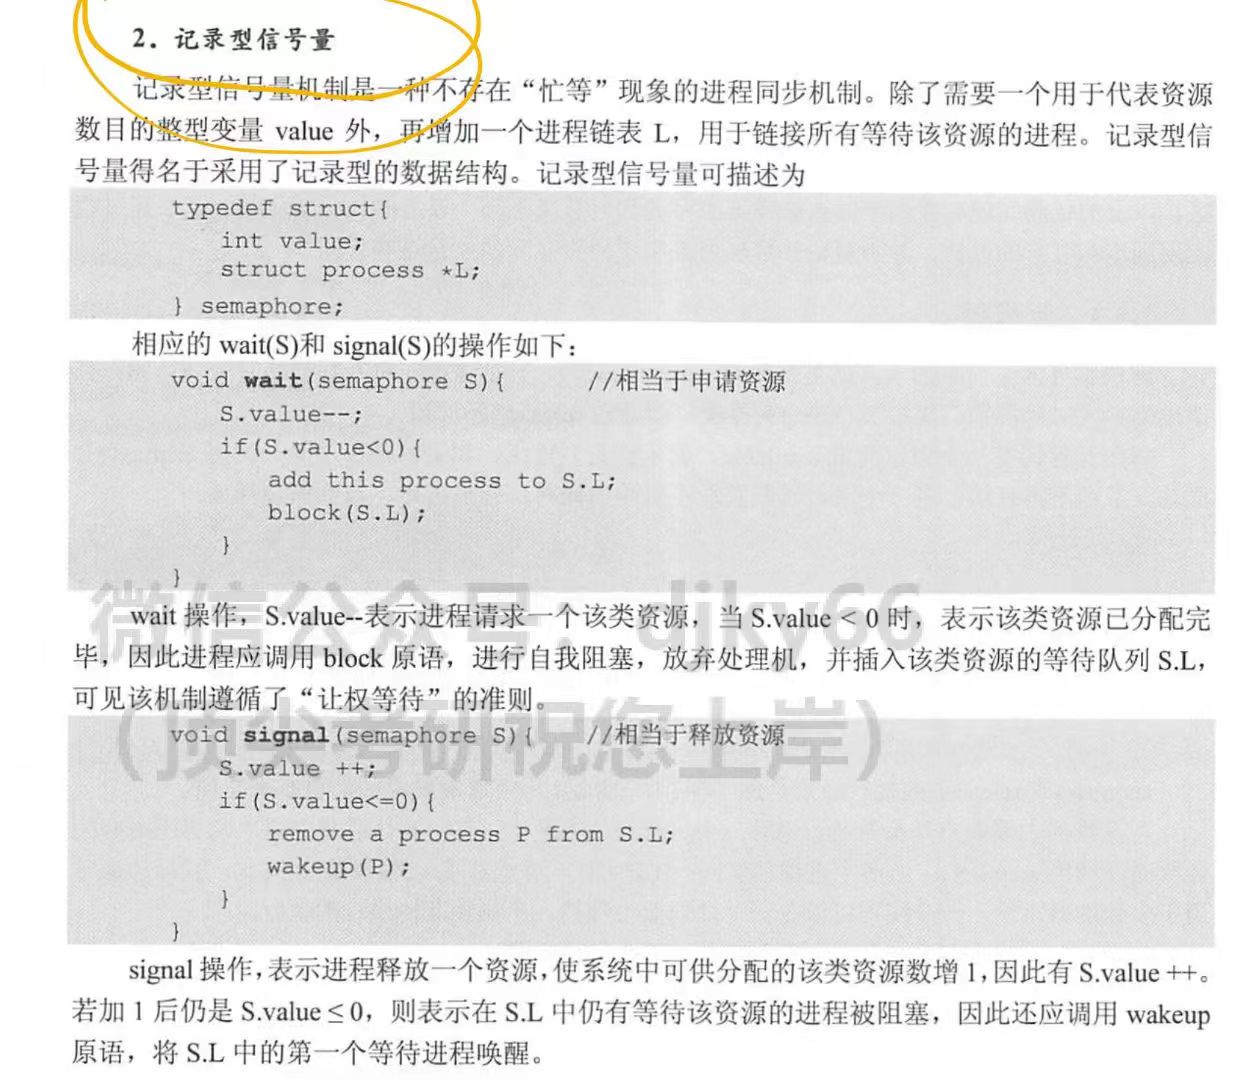 2. 记录型信号量
记录型信号量机制是一种不存在“忙等”现象的进程同步机制。除了需要一个用于代表资源
数目的整型变量 value 外，再增加一个进程链表 L，用于链接所有等待该资源的进程。记录型信
号量得名于采用了记录型的数据结构。记录型信号量可描述为
typedef struct{
int value;
struct process *L;
} semaphore;
相应的 wait(S)和 signal(S)的操作如下：
void wait(semaphore S){ //相当于申请资源
S.value--;
if(S.value<0){
add this process to S.L;
block(S.L);
}
}
微信公众号：djky66
wait 操作，S.value--表示进程请求一个该类资源，当 S.value < 0 时，表示该类资源已分配完
毕，因此进程应调用 block 原语，进行自我阻塞，放弃处理机，并插入该类资源的等待队列 S.L，
可见该机制遵循了“让权等待”的准则。
（顶尖考研祝您上岸）
void signal(semaphore S){ //相当于释放资源
S.value ++;
if(S.value<=0){
remove a process P from S.L;
wakeup(P);
}
}
signal 操作，表示进程释放一个资源，使系统中可供分配的该类资源数增 1，因此有 S.value ++。
若加 1 后仍是 S.value ≤ 0，则表示在 S.L 中仍有等待该资源的进程被阻塞，因此还应调用 wakeup
原语，将 S.L 中的第一个等待进程唤醒。